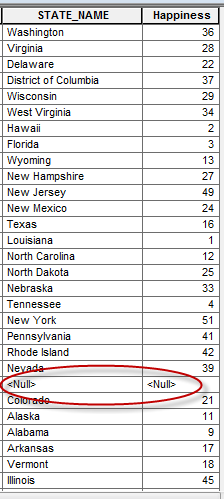 STATE_NAME Happiness
Washington 36
Virginia 28
Delaware 22
District of Columbia 37
Wisconsin 29
West Virginia 34
Hawaii 2
Florida 3
Wyoming 13
New Hampshire 27
New Jersey 49
New Mexico 24
Texas 16
Louisiana 1
North Carolina 12
North Dakota 25
Nebraska 33
Tennessee 4
New York 51
Pennsylvania 41
Rhode Island 42
Nevada 39
<Null> <Null>
Colorado 21
Alaska 11
Alabama 9
Arkansas 17
Vermont 18
Illinois 45